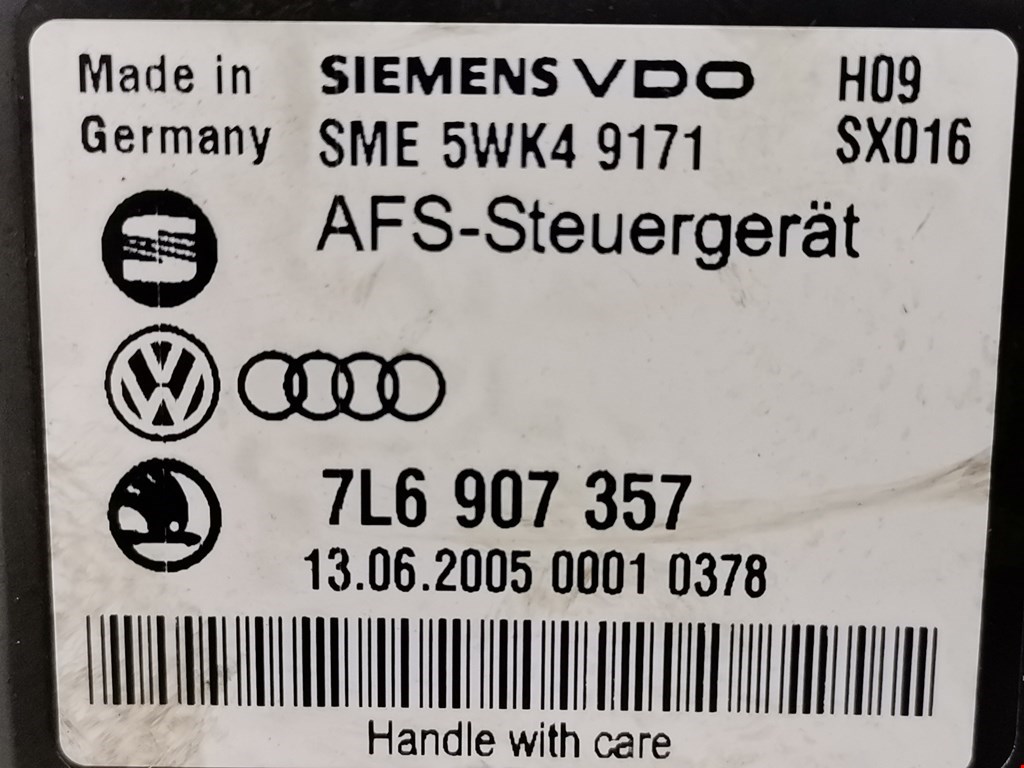 Made in SIEMENS VDO H09
Germany SME 5WK4 9171 SX016
AFS-Steuergerät
7L6 907 357
13.06.2005 0001 0378
Handle with care